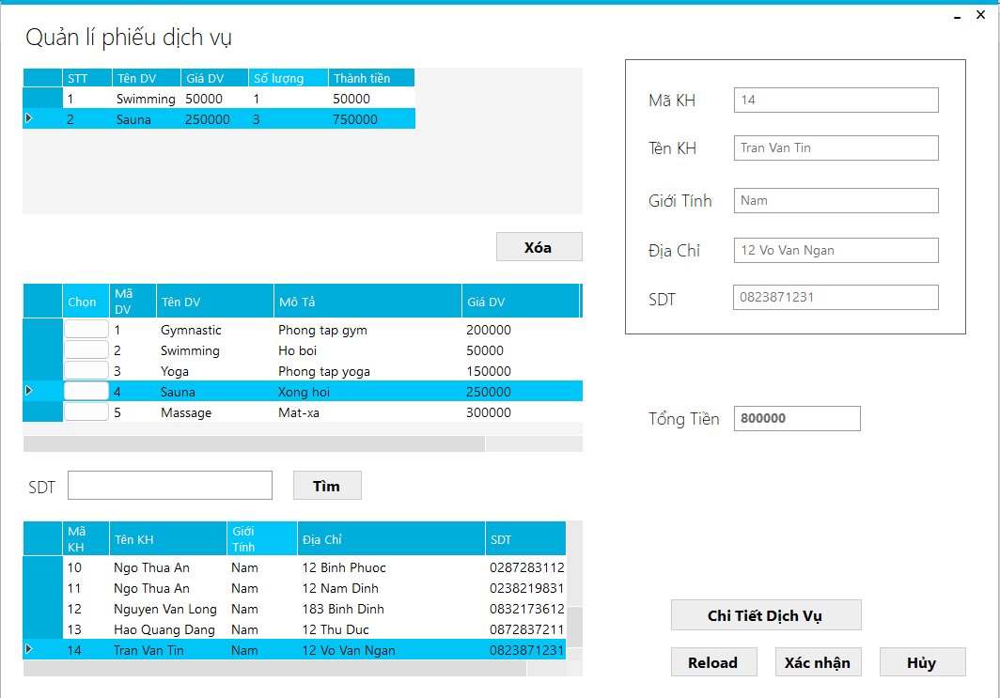 Quản lí phiếu dịch vụ
STT Tên DV Giá DV Số lượng Thành tiền
1 Swimming 50000 1 50000
2 Sauna 250000 3 750000
Xóa
Chọn Mã DV Tên DV Mô Tả Giá DV
1 Gymnastic Phong tap gym 200000
2 Swimming Ho boi 50000
3 Yoga Phong tap yoga 150000
4 Sauna Xong hoi 250000
5 Massage Mat-xa 300000
SDT Tìm
Mã KH Tên KH Giới Tính Địa Chỉ SDT
10 Ngo Thua An Nam 12 Binh Phuoc 0287283112
11 Ngo Thua An Nam 12 Nam Dinh 0238219831
12 Nguyen Van Long Nam 183 Binh Dinh 0832173612
13 Hao Quang Dang Nam 12 Thu Duc 0872837211
14 Tran Van Tin Nam 12 Vo Van Ngan 0823871231
Mã KH 14
Tên KH Tran Van Tin
Giới Tính Nam
Địa Chỉ 12 Vo Van Ngan
SDT 0823871231
Tổng Tiền 800000
Chi Tiết Dịch Vụ
Reload Xác nhận Hủy